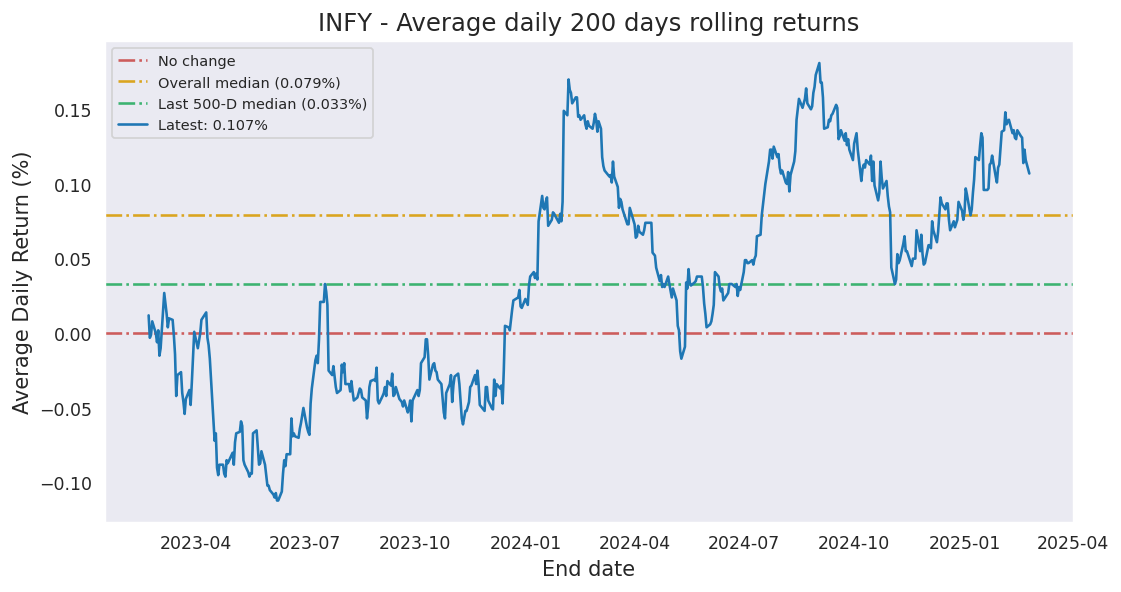 INFY - Average daily 200 days rolling returns
No change
Overall median (0.079%)
Last 500-D median (0.033%)
Latest: 0.107%
Average Daily Return (%)
0.15
0.10
0.05
0.00
−0.05
−0.10
2023-04 2023-07 2023-10 2024-01 2024-04 2024-07 2024-10 2025-01 2025-04
End date